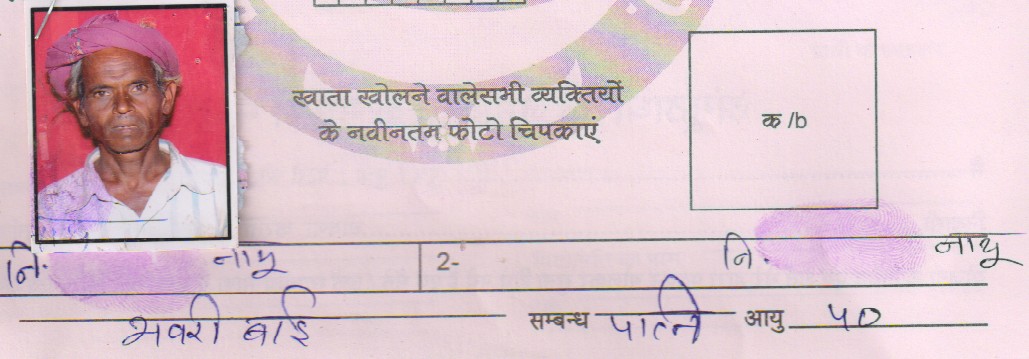 खाता खोलने वाले सभी व्यक्तियों
के नवीनतम फोटो चिपकाएं
क /b
नि. नाथू 2- नि. नाथू
भवरी बाई सम्बन्ध पत्नि आयु 50